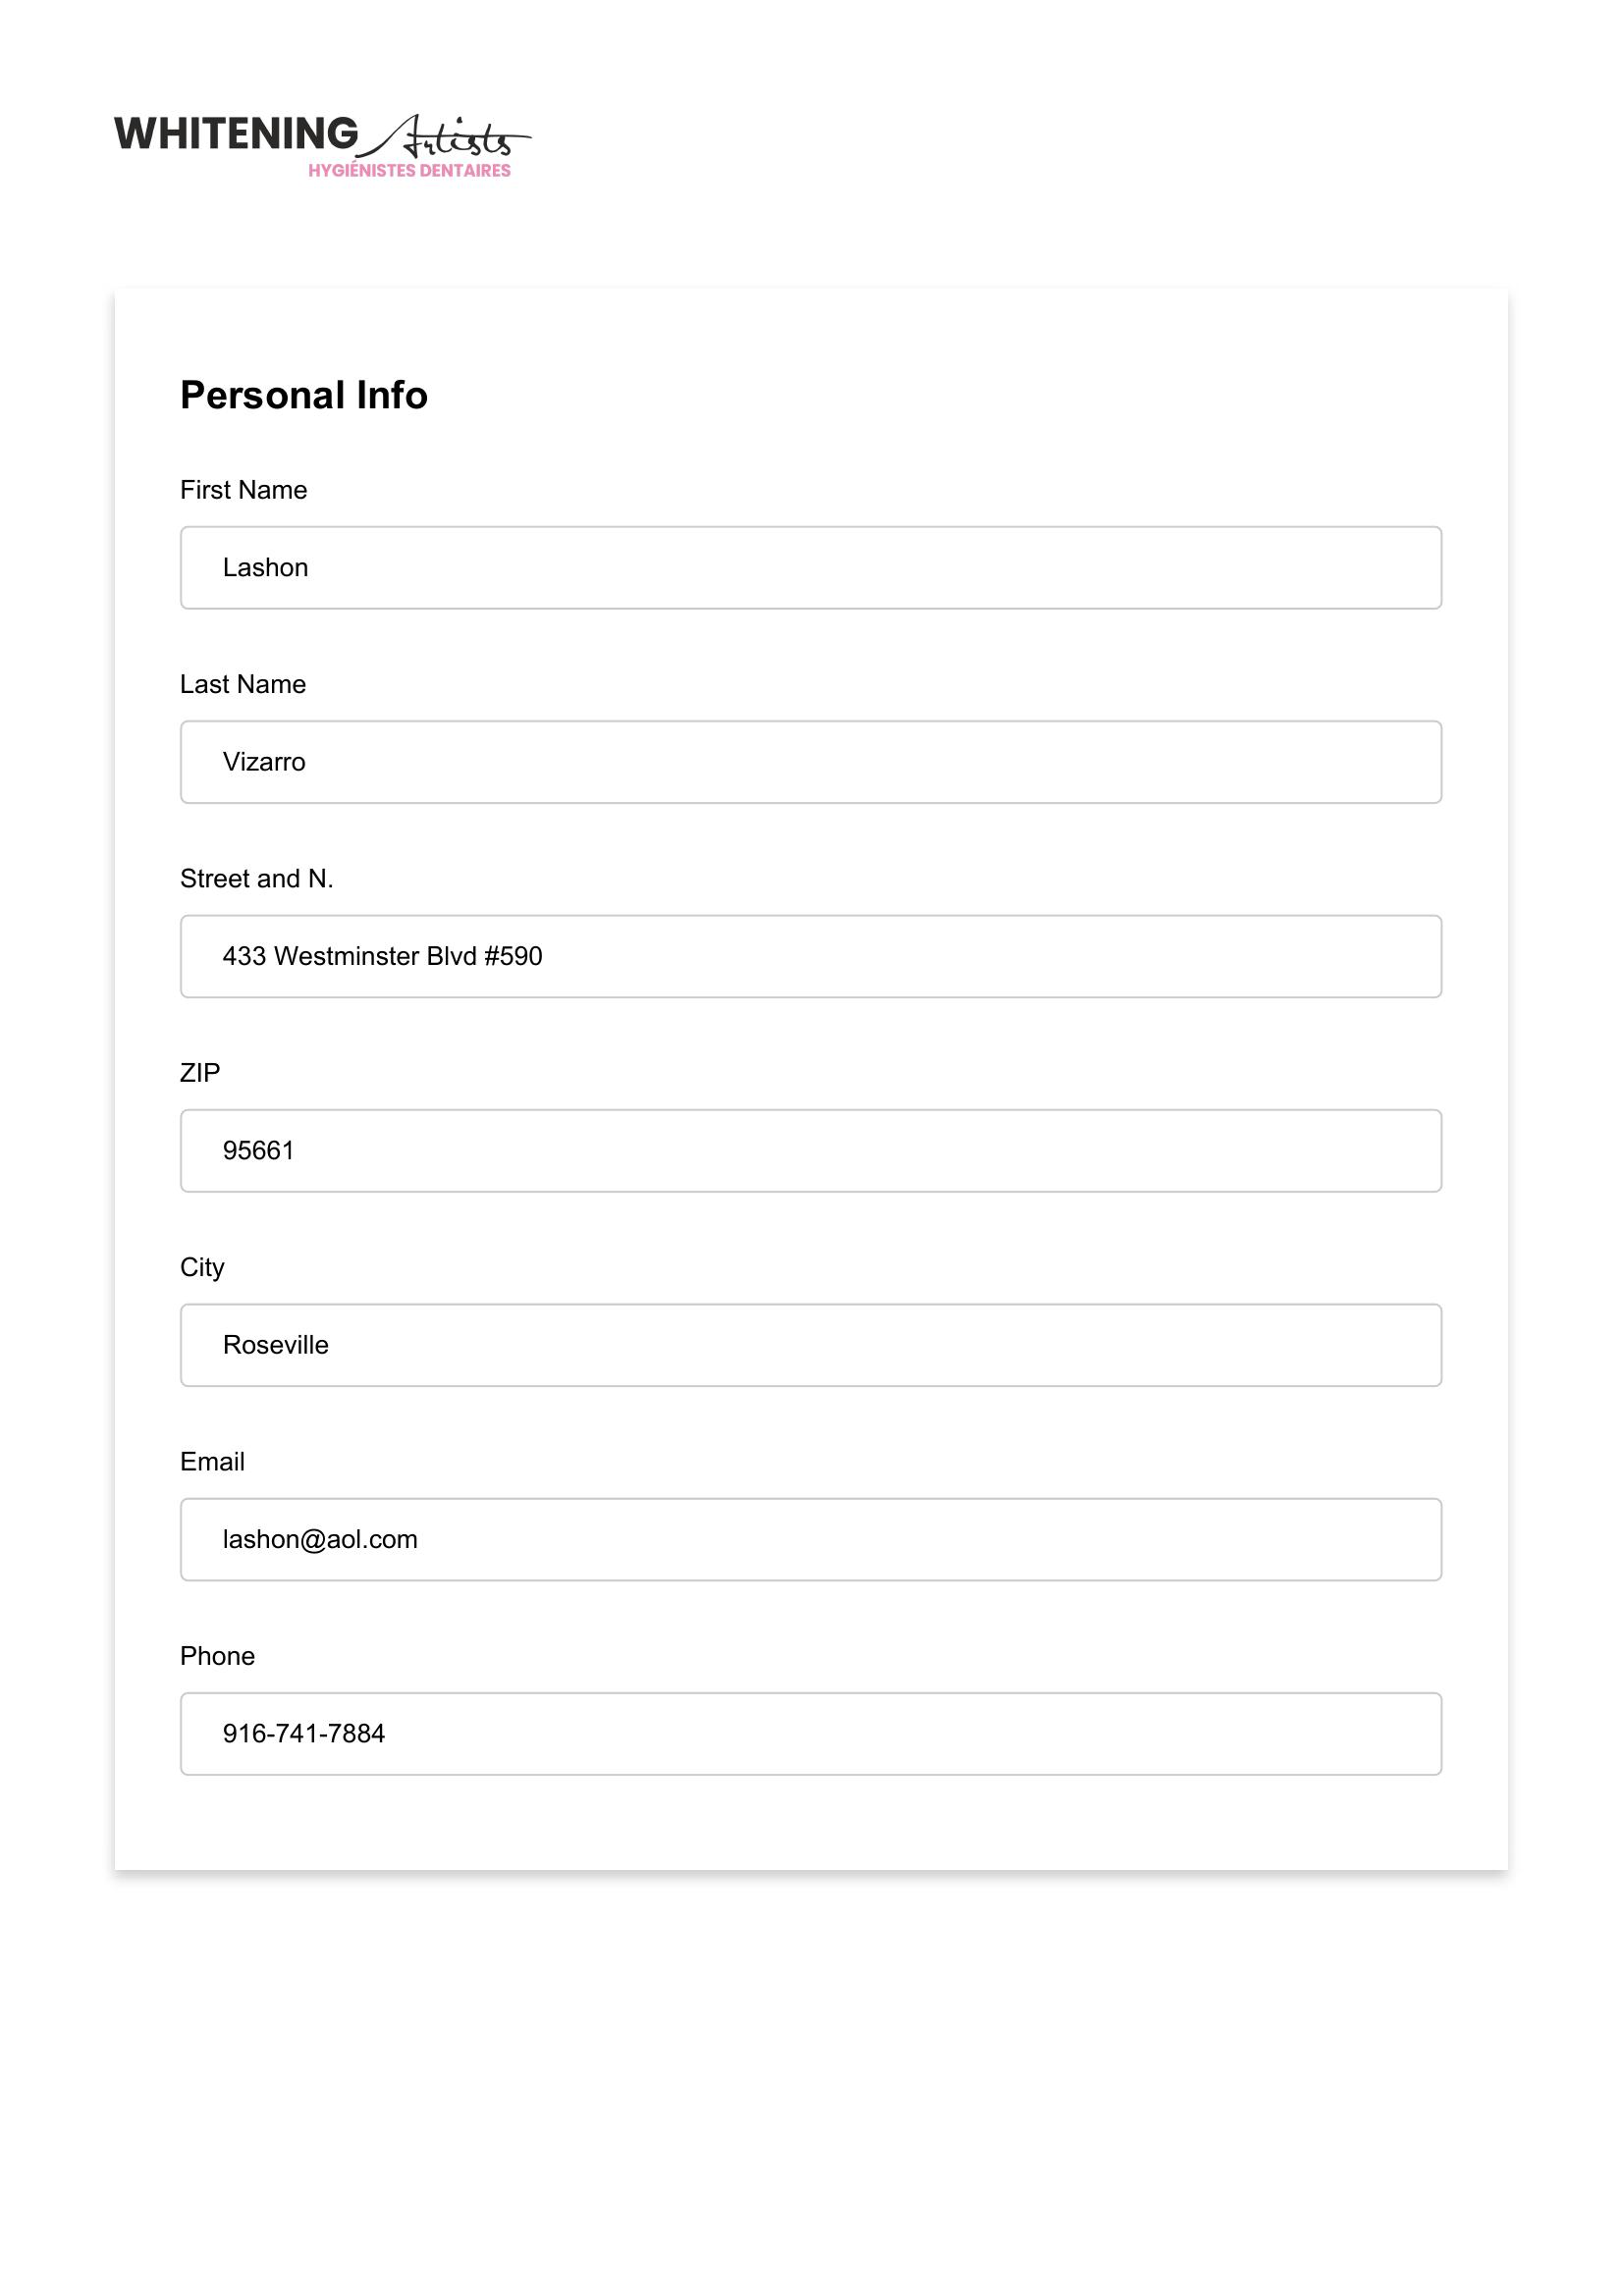 WHITENING Artists
HYGIÉNISTES DENTAIRES
Personal Info
First Name
Lashon
Last Name
Vizarro
Street and N.
433 Westminster Blvd #590
ZIP
95661
City
Roseville
Email
lashon@aol.com
Phone
916-741-7884